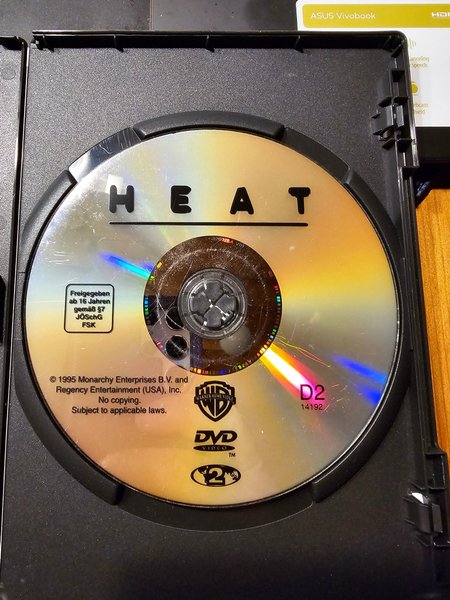 ASUS Vivobook
H E A T
Freigegeben
ab 16 Jahren
gemäß §7
JÖSchG
FSK
© 1995 Monarchy Enterprises B.V. and
Regency Entertainment (USA), Inc.
No copying.
Subject to applicable laws.
D2
14192
DVD
VIDEO
TM
2